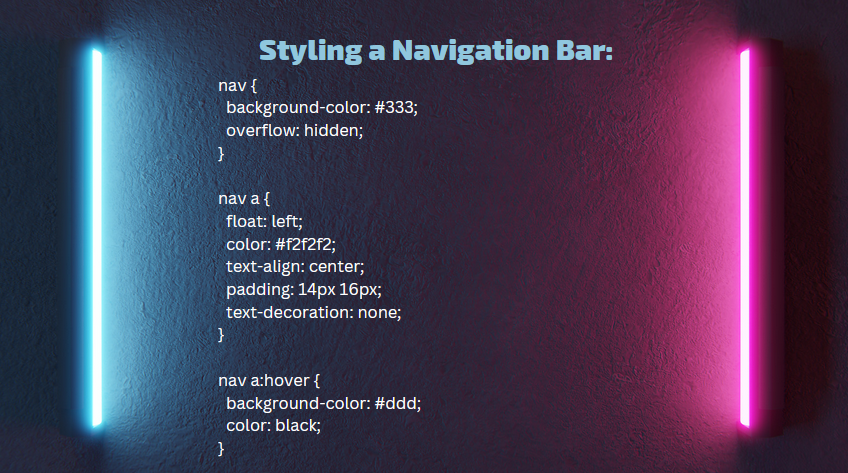 Styling a Navigation Bar:
nav {
  background-color: #333;
  overflow: hidden;
}

nav a {
  float: left;
  color: #f2f2f2;
  text-align: center;
  padding: 14px 16px;
  text-decoration: none;
}

nav a:hover {
  background-color: #ddd;
  color: black;
}